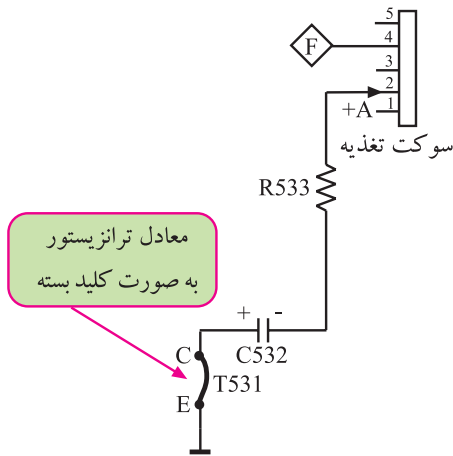 5
F
4
3
2
+A
1
سوکت تغذیه
R533
معادل ترانزیستور
به صورت کلید بسته
+ -
C532
C
T531
E